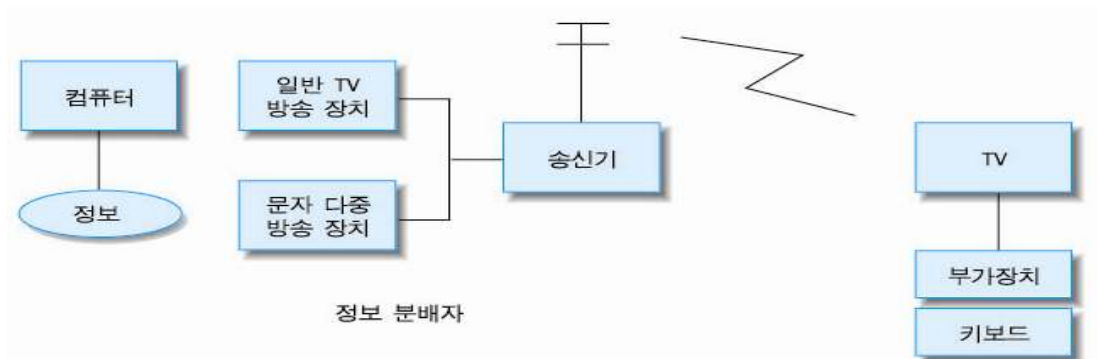 컴퓨터
정보
일반 TV
방송 장치
문자 다중
방송 장치
송신기
정보 분배자
TV
부가장치
키보드